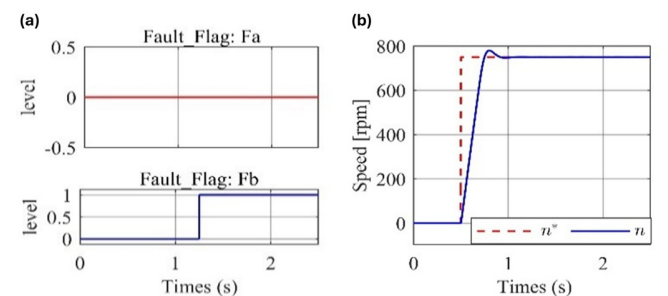 (a)
Fault_Flag: Fa
0.5
0
-0.5
level
Fault_Flag: Fb
1
0.5
0
level
0 1 2
Times (s)
(b)
800
600
400
200
0
Speed [rpm]
n* n
0 1 2
Times (s)